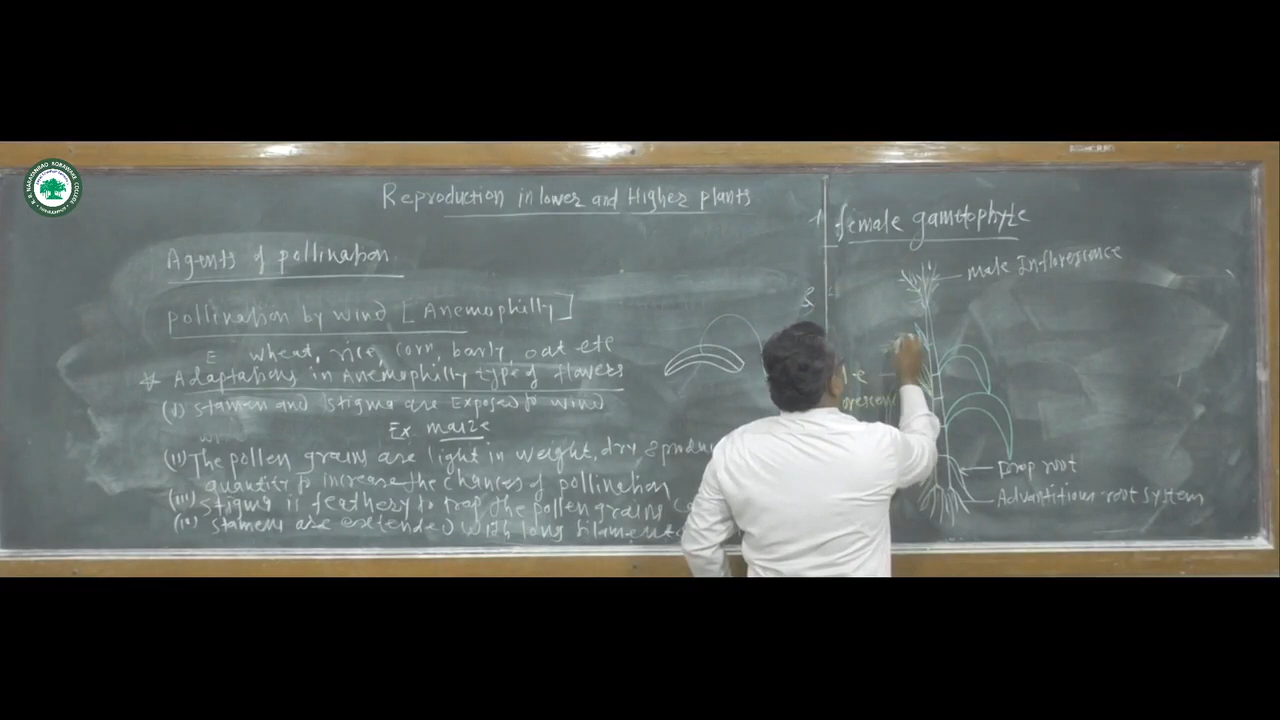 Reproduction in lower and Higher plants
Agents of pollination
Pollination by wind [Anemophilly]
E wheat, rice, corn, barly, oat etc
* Adaptations in Anemophilly type of flowers
(I) Stamen and Stigma are Exposed to wind
Ex. maize
(II) The pollen grains are light in weight, dry & produ
quantity to increase the chances of pollination
(III) Stigma is feathery to trap the pollen grains
(IV) Stamens are extended with long filaments
female gametophyte
male Inflorescence
Prop root
Advantitious root system